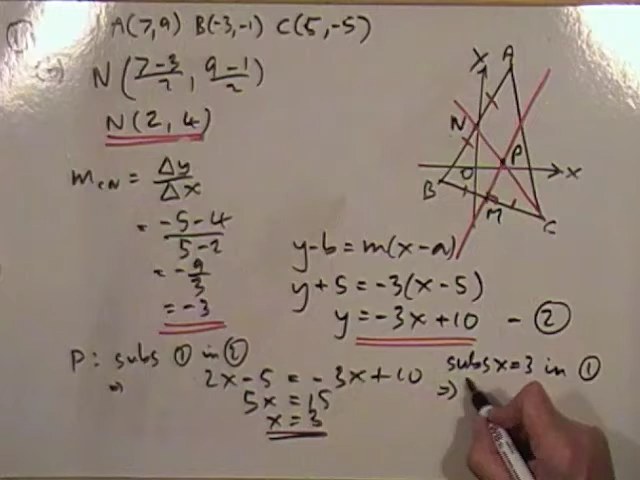 ① A(7,9) B(-3,-1) C(5,-5)
N(7-3/2, 9-1/2)
N(2, 4)
m_CN = Δy/Δx
= -5-4/5-2
= -9/3
= -3
X A
N
P
O X
B
M
C
y-b = m(x-a)
y+5 = -3(x-5)
y = -3x+10 - ②
P: subs ① in ②
⇒ 2x-5 = -3x+10
5x = 15
x = 3
subs x=3 in ①
⇒